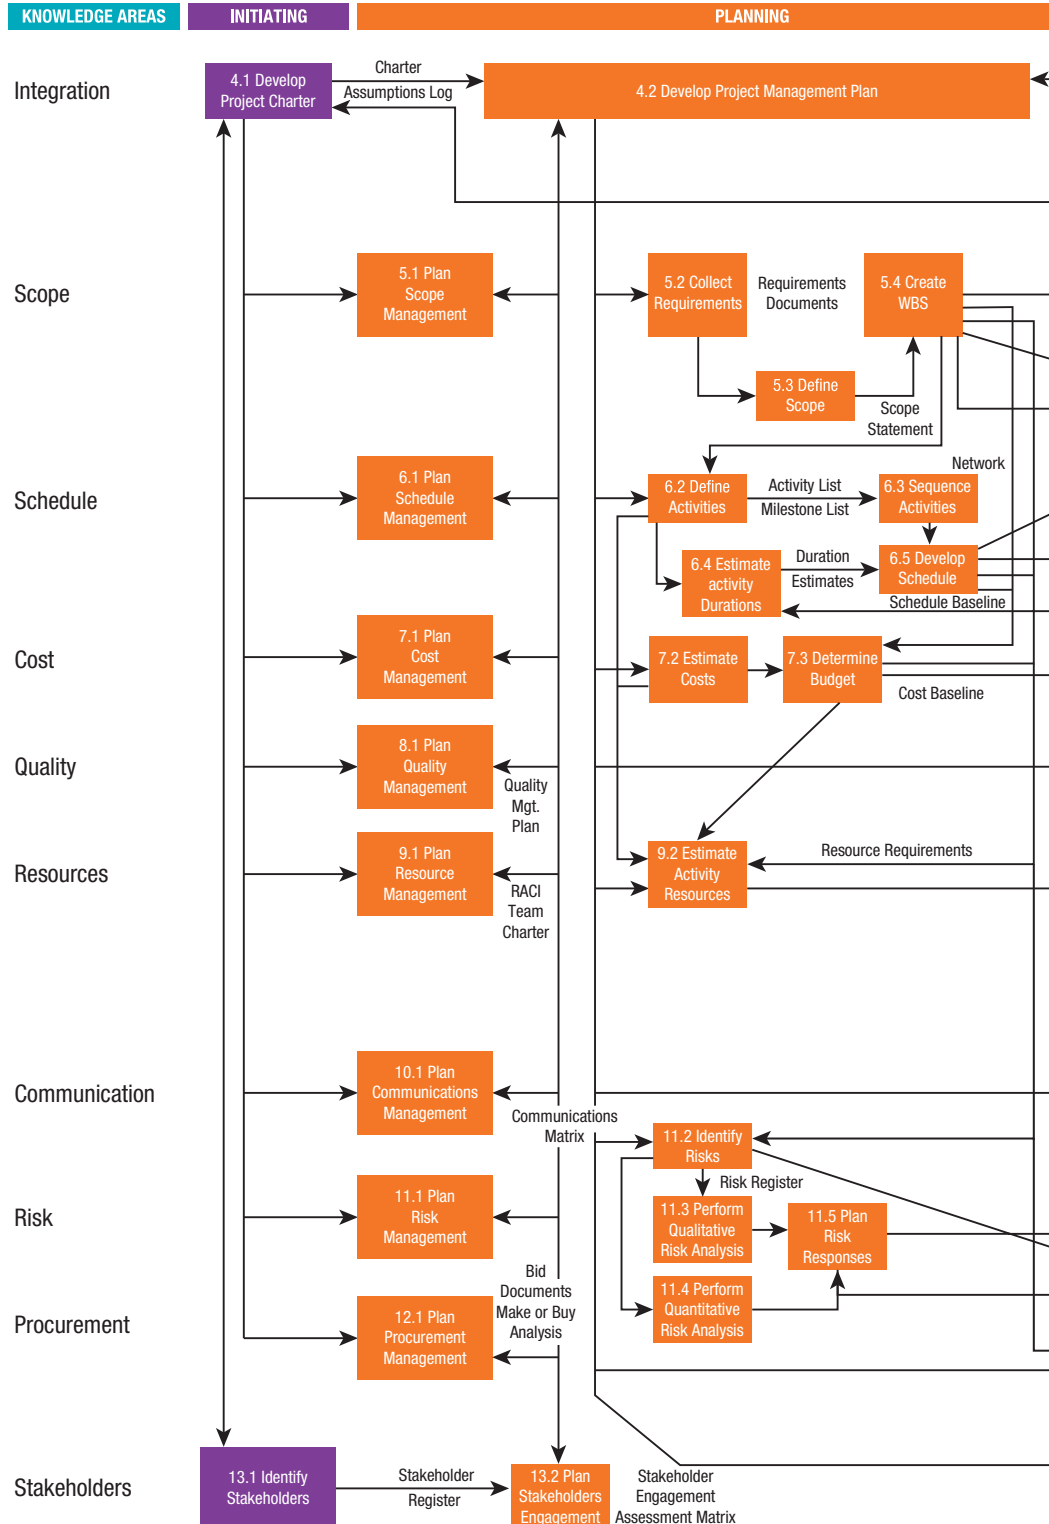 KNOWLEDGE AREAS
INITIATING
PLANNING
Integration
4.1 Develop
Project Charter
Charter
Assumptions Log
4.2 Develop Project Management Plan
Scope
5.1 Plan
Scope
Management
5.2 Collect
Requirements
Requirements
Documents
5.4 Create
WBS
5.3 Define
Scope
Scope
Statement
Schedule
6.1 Plan
Schedule
Management
6.2 Define
Activities
Activity List
Milestone List
Network
6.3 Sequence
Activities
6.4 Estimate
activity
Durations
Duration
Estimates
6.5 Develop
Schedule
Schedule Baseline
Cost
7.1 Plan
Cost
Management
7.2 Estimate
Costs
7.3 Determine
Budget
Cost Baseline
Quality
8.1 Plan
Quality
Management
Quality
Mgt.
Plan
Resources
9.1 Plan
Resource
Management
RACI
Team
Charter
9.2 Estimate
Activity
Resources
Resource Requirements
Communication
10.1 Plan
Communications
Management
Communications
Matrix
Risk
11.1 Plan
Risk
Management
11.2 Identify
Risks
Risk Register
11.3 Perform
Qualitative
Risk Analysis
11.5 Plan
Risk
Responses
11.4 Perform
Quantitative
Risk Analysis
Procurement
12.1 Plan
Procurement
Management
Bid
Documents
Make or Buy
Analysis
Stakeholders
13.1 Identify
Stakeholders
Stakeholder
Register
13.2 Plan
Stakeholders
Engagement
Stakeholder
Engagement
Assessment Matrix